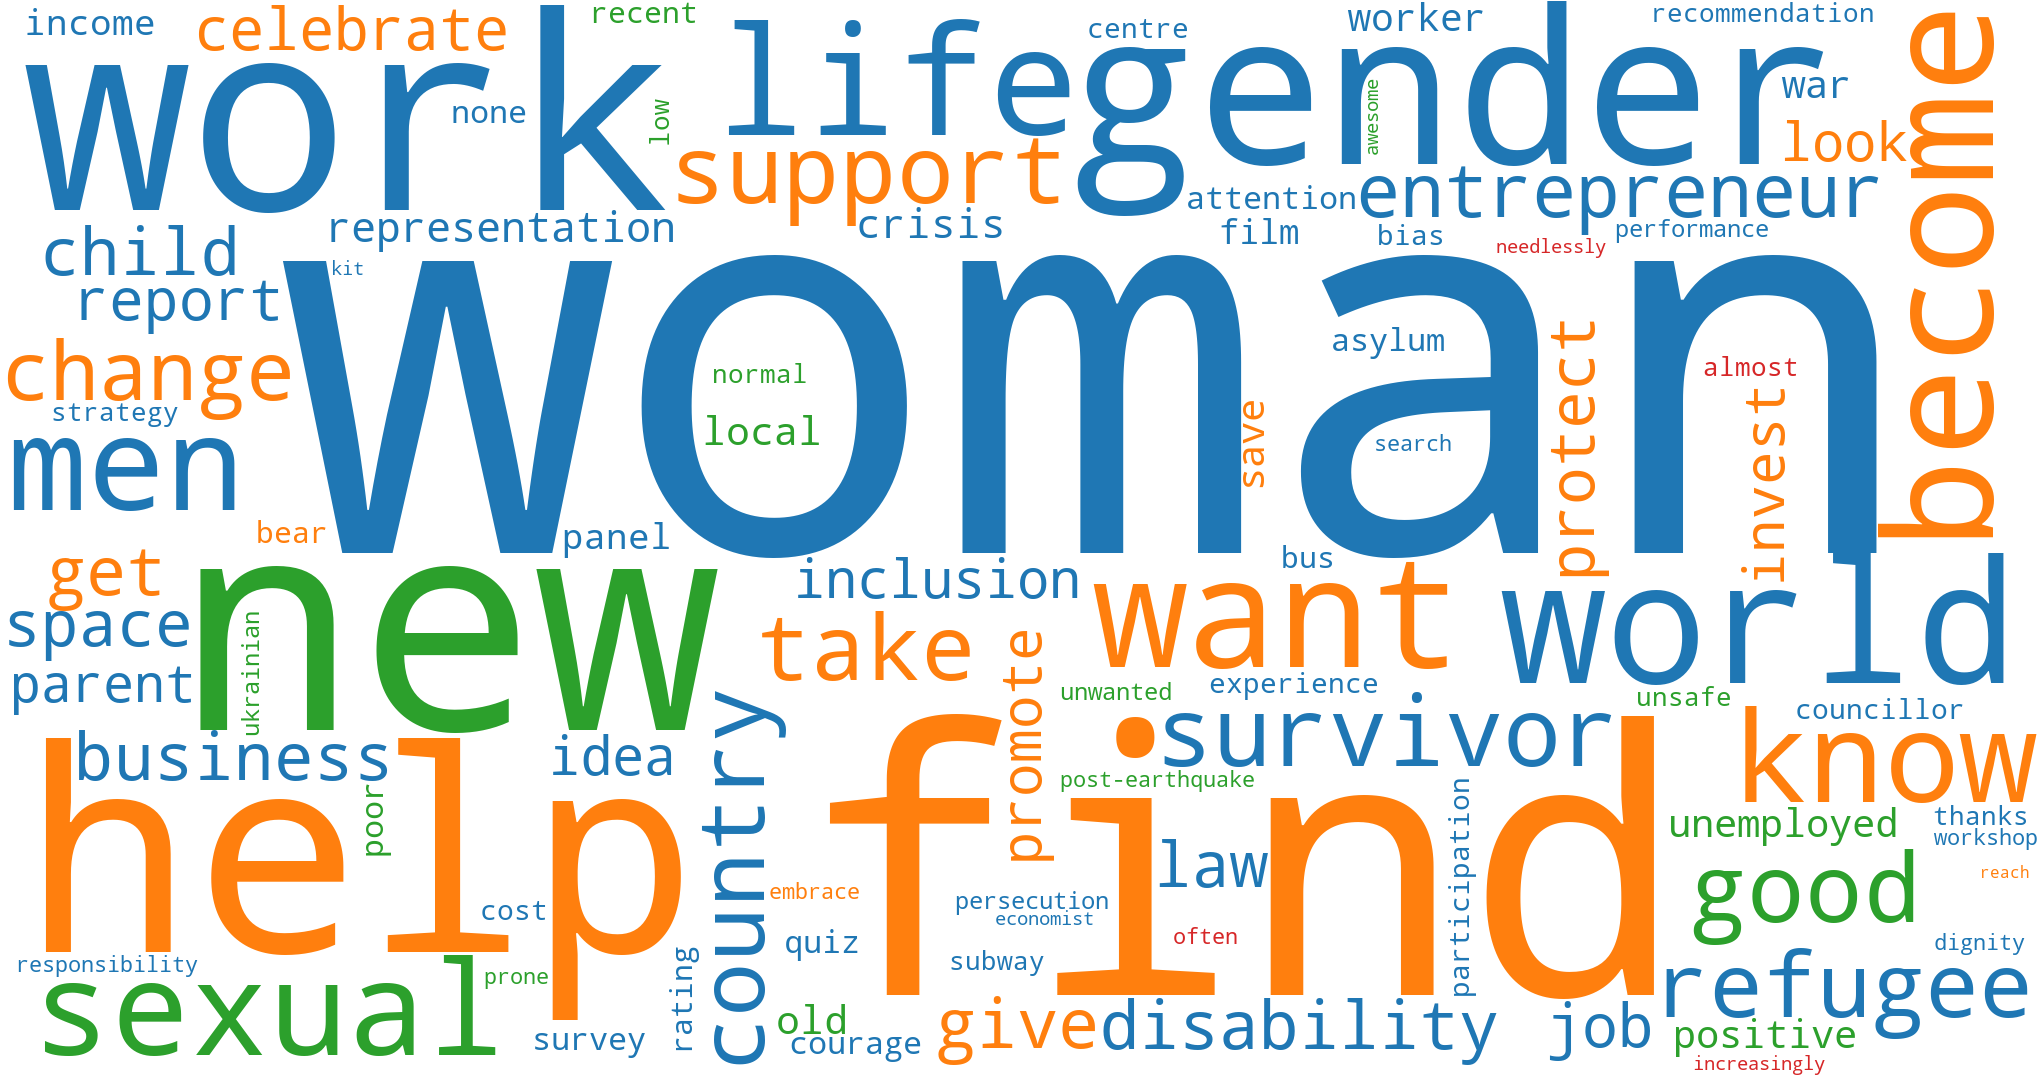 income
celebrate
recent
centre
worker
recommendation
work
life
gender
become
none
low
awesome
war
look
support
attention
entrepreneur
representation
crisis
film
bias
needlessly
performance
child
kit
report
woman
asylum
protect
almost
change
normal
strategy
local
save
search
invest
men
bear
panel
get
new
inclusion
bus
want
world
space
ukrainian
take
promote
parent
unwanted
experience
unsafe
councillor
country
survivor
know
business
idea
post-earthquake
help
find
participation
poor
law
unemployed
thanks
workshop
good
reach
cost
embrace
persecution
economist
quiz
often
dignity
responsibility
sexual
prone
rating
subway
refugee
survey
old
courage
give
disability
job
positive
increasingly